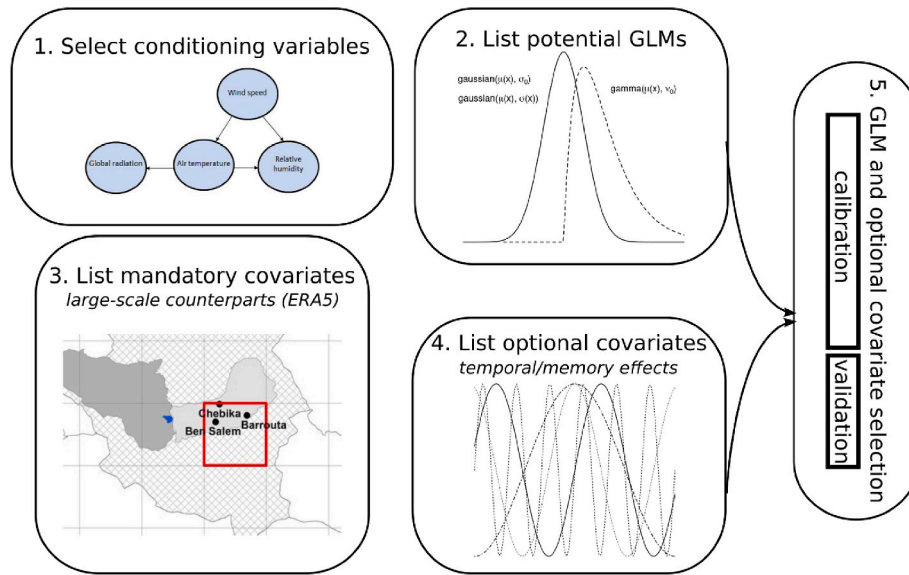 1. Select conditioning variables
Wind speed
Global radiation
Air temperature
Relative
humidity
2. List potential GLMs
gaussian(μ(x), σ₀)
gaussian(μ(x), σ(x))
gamma(μ(x), ν₀)
3. List mandatory covariates
large-scale counterparts (ERA5)
Chebika
Ben Salem
Barrouta
4. List optional covariates
temporal/memory effects
5. GLM and optional covariate selection
calibration
validation